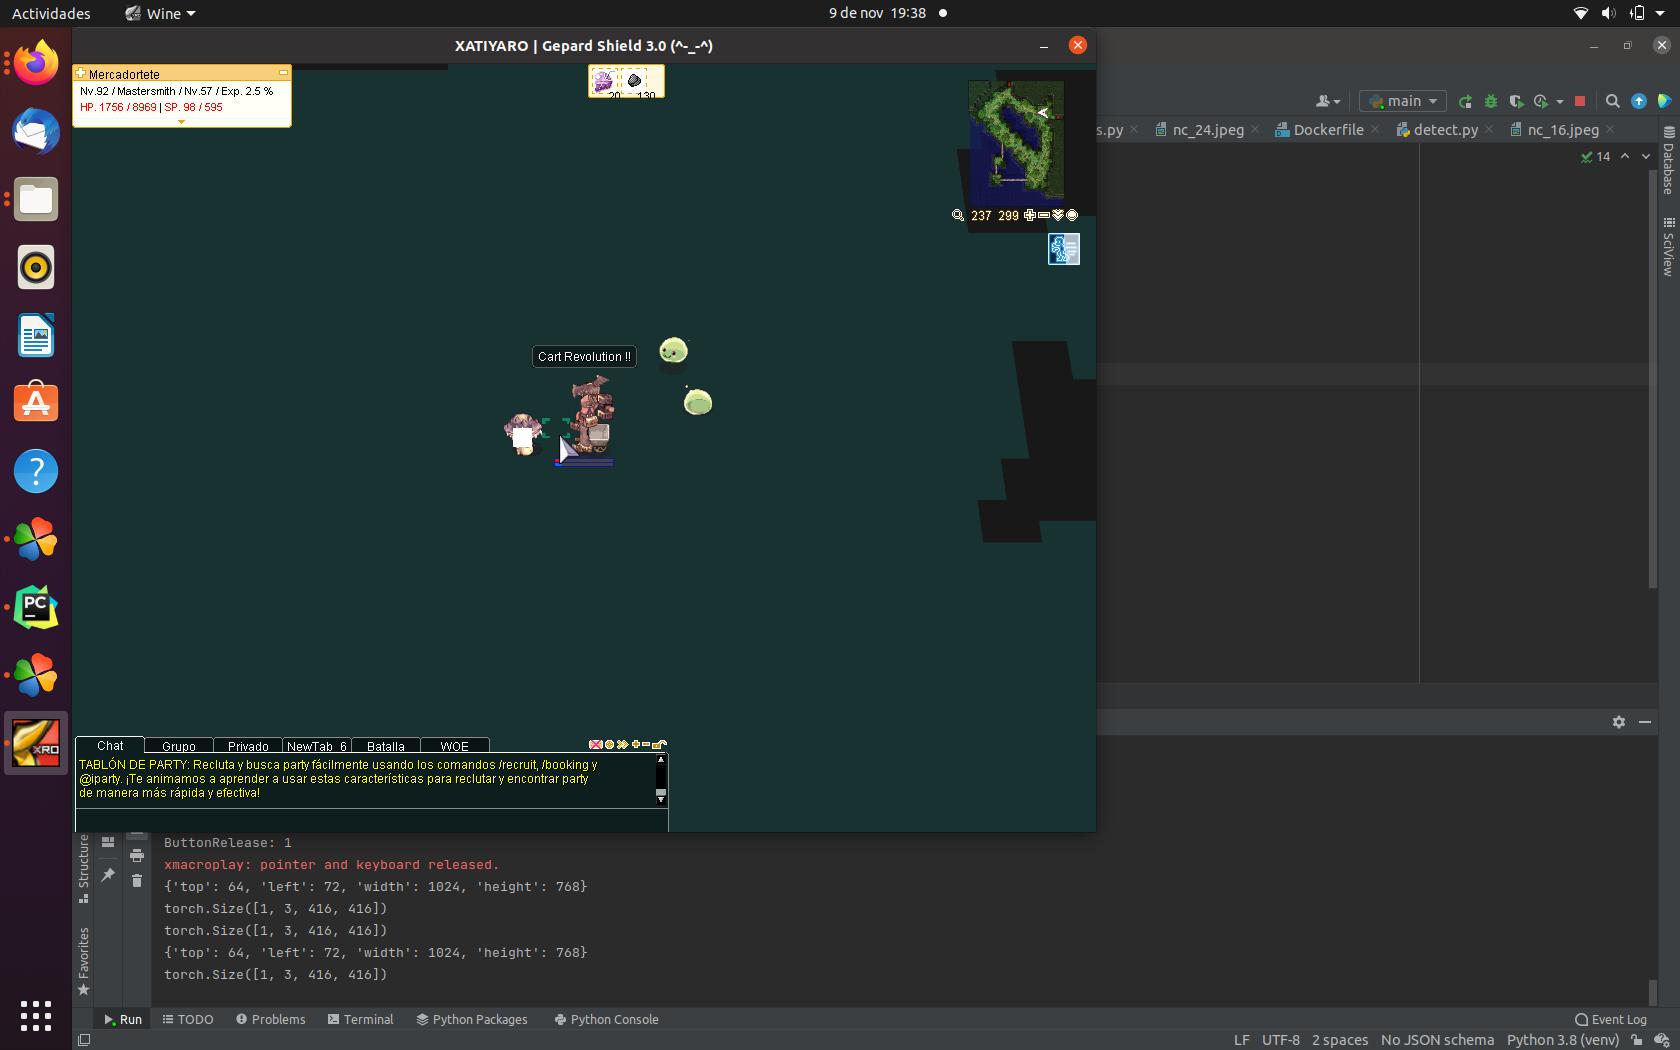 Actividades
Wine
9 de nov 19:38
XATIYARO | Gepard Shield 3.0 (^-_-^)
Mercadortete
Nv.92 / Mastersmith / Nv.57 / Exp. 2.5 %
HP. 1756 / 8969 | SP. 98 / 595
20 130
237 299
main
s.py
nc_24.jpeg
Dockerfile
detect.py
nc_16.jpeg
14
Database
SciView
Cart Revolution !!
PC
XRO
Chat
Grupo
Privado
NewTab_6
Batalla
WOE
TABLÓN DE PARTY: Recluta y busca party fácilmente usando los comandos /recruit, /booking y
@iparty. ¡Te animamos a aprender a usar estas características para reclutar y encontrar party
de manera más rápida y efectiva!
Structure
Favorites
ButtonRelease: 1
xmacroplay: pointer and keyboard released.
{'top': 64, 'left': 72, 'width': 1024, 'height': 768}
torch.Size([1, 3, 416, 416])
torch.Size([1, 3, 416, 416])
{'top': 64, 'left': 72, 'width': 1024, 'height': 768}
torch.Size([1, 3, 416, 416])
Run
TODO
Problems
Terminal
Python Packages
Python Console
Event Log
LF
UTF-8
2 spaces
No JSON schema
Python 3.8 (venv)